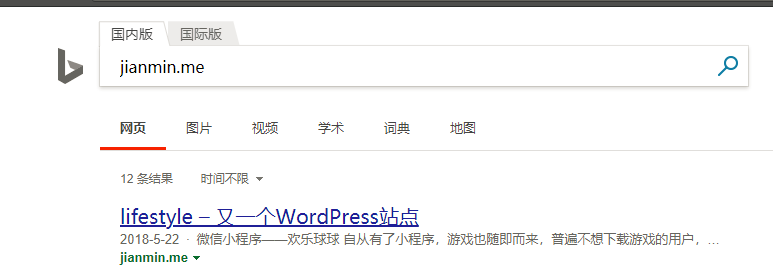 国内版 国际版
jianmin.me
网页 图片 视频 学术 词典 地图
12 条结果 时间不限
lifestyle – 又一个WordPress站点
2018-5-22 · 微信小程序——欢乐球球 自从有了小程序，游戏也随即而来，普遍不想下载游戏的用户，…
jianmin.me